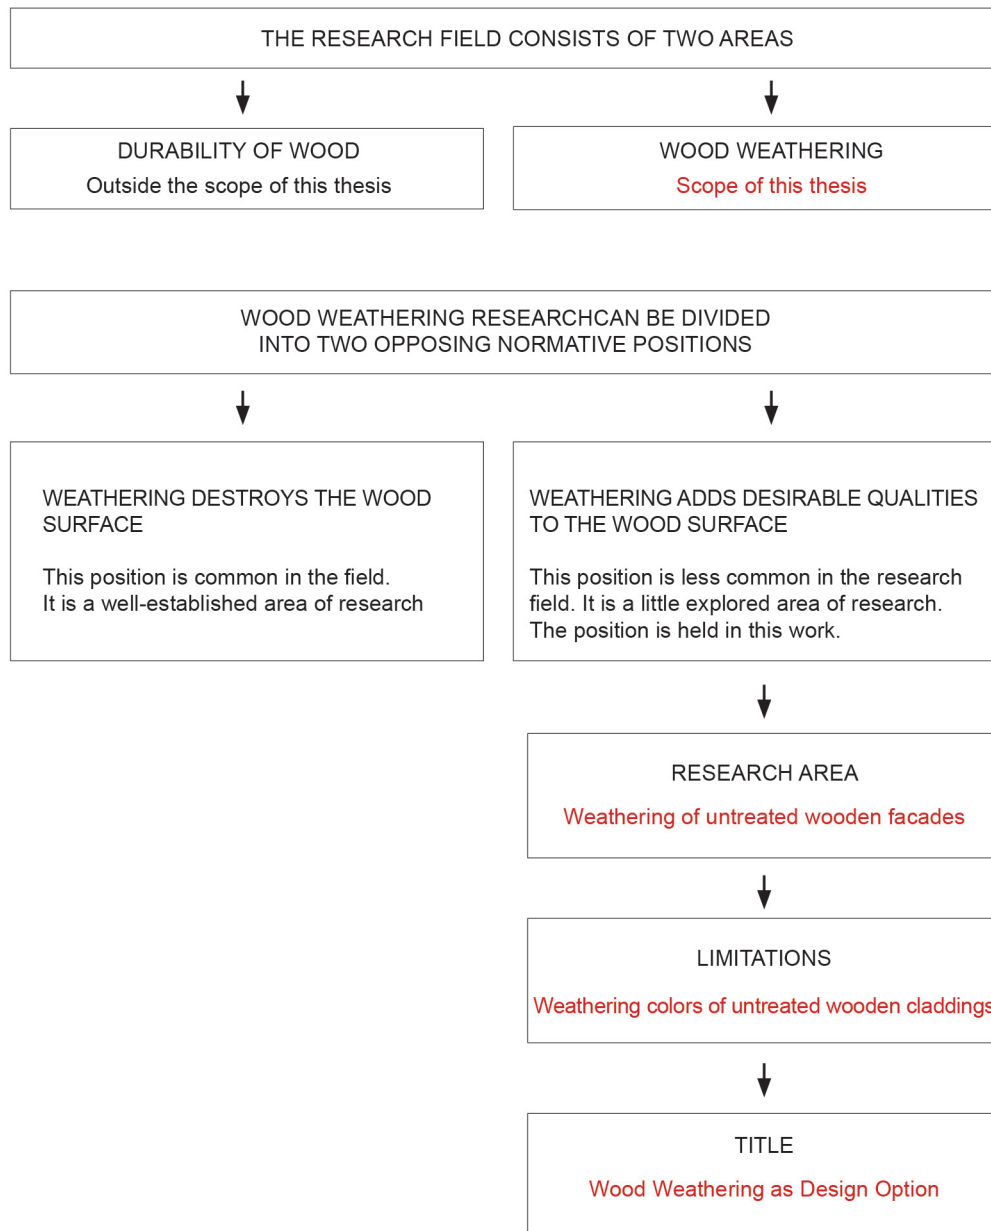 THE RESEARCH FIELD CONSISTS OF TWO AREAS
DURABILITY OF WOOD
Outside the scope of this thesis
WOOD WEATHERING
Scope of this thesis
WOOD WEATHERING RESEARCHCAN BE DIVIDED
INTO TWO OPPOSING NORMATIVE POSITIONS
WEATHERING DESTROYS THE WOOD
SURFACE
This position is common in the field.
It is a well-established area of research
WEATHERING ADDS DESIRABLE QUALITIES
TO THE WOOD SURFACE
This position is less common in the research
field. It is a little explored area of research.
The position is held in this work.
RESEARCH AREA
Weathering of untreated wooden facades
LIMITATIONS
Weathering colors of untreated wooden claddings
TITLE
Wood Weathering as Design Option